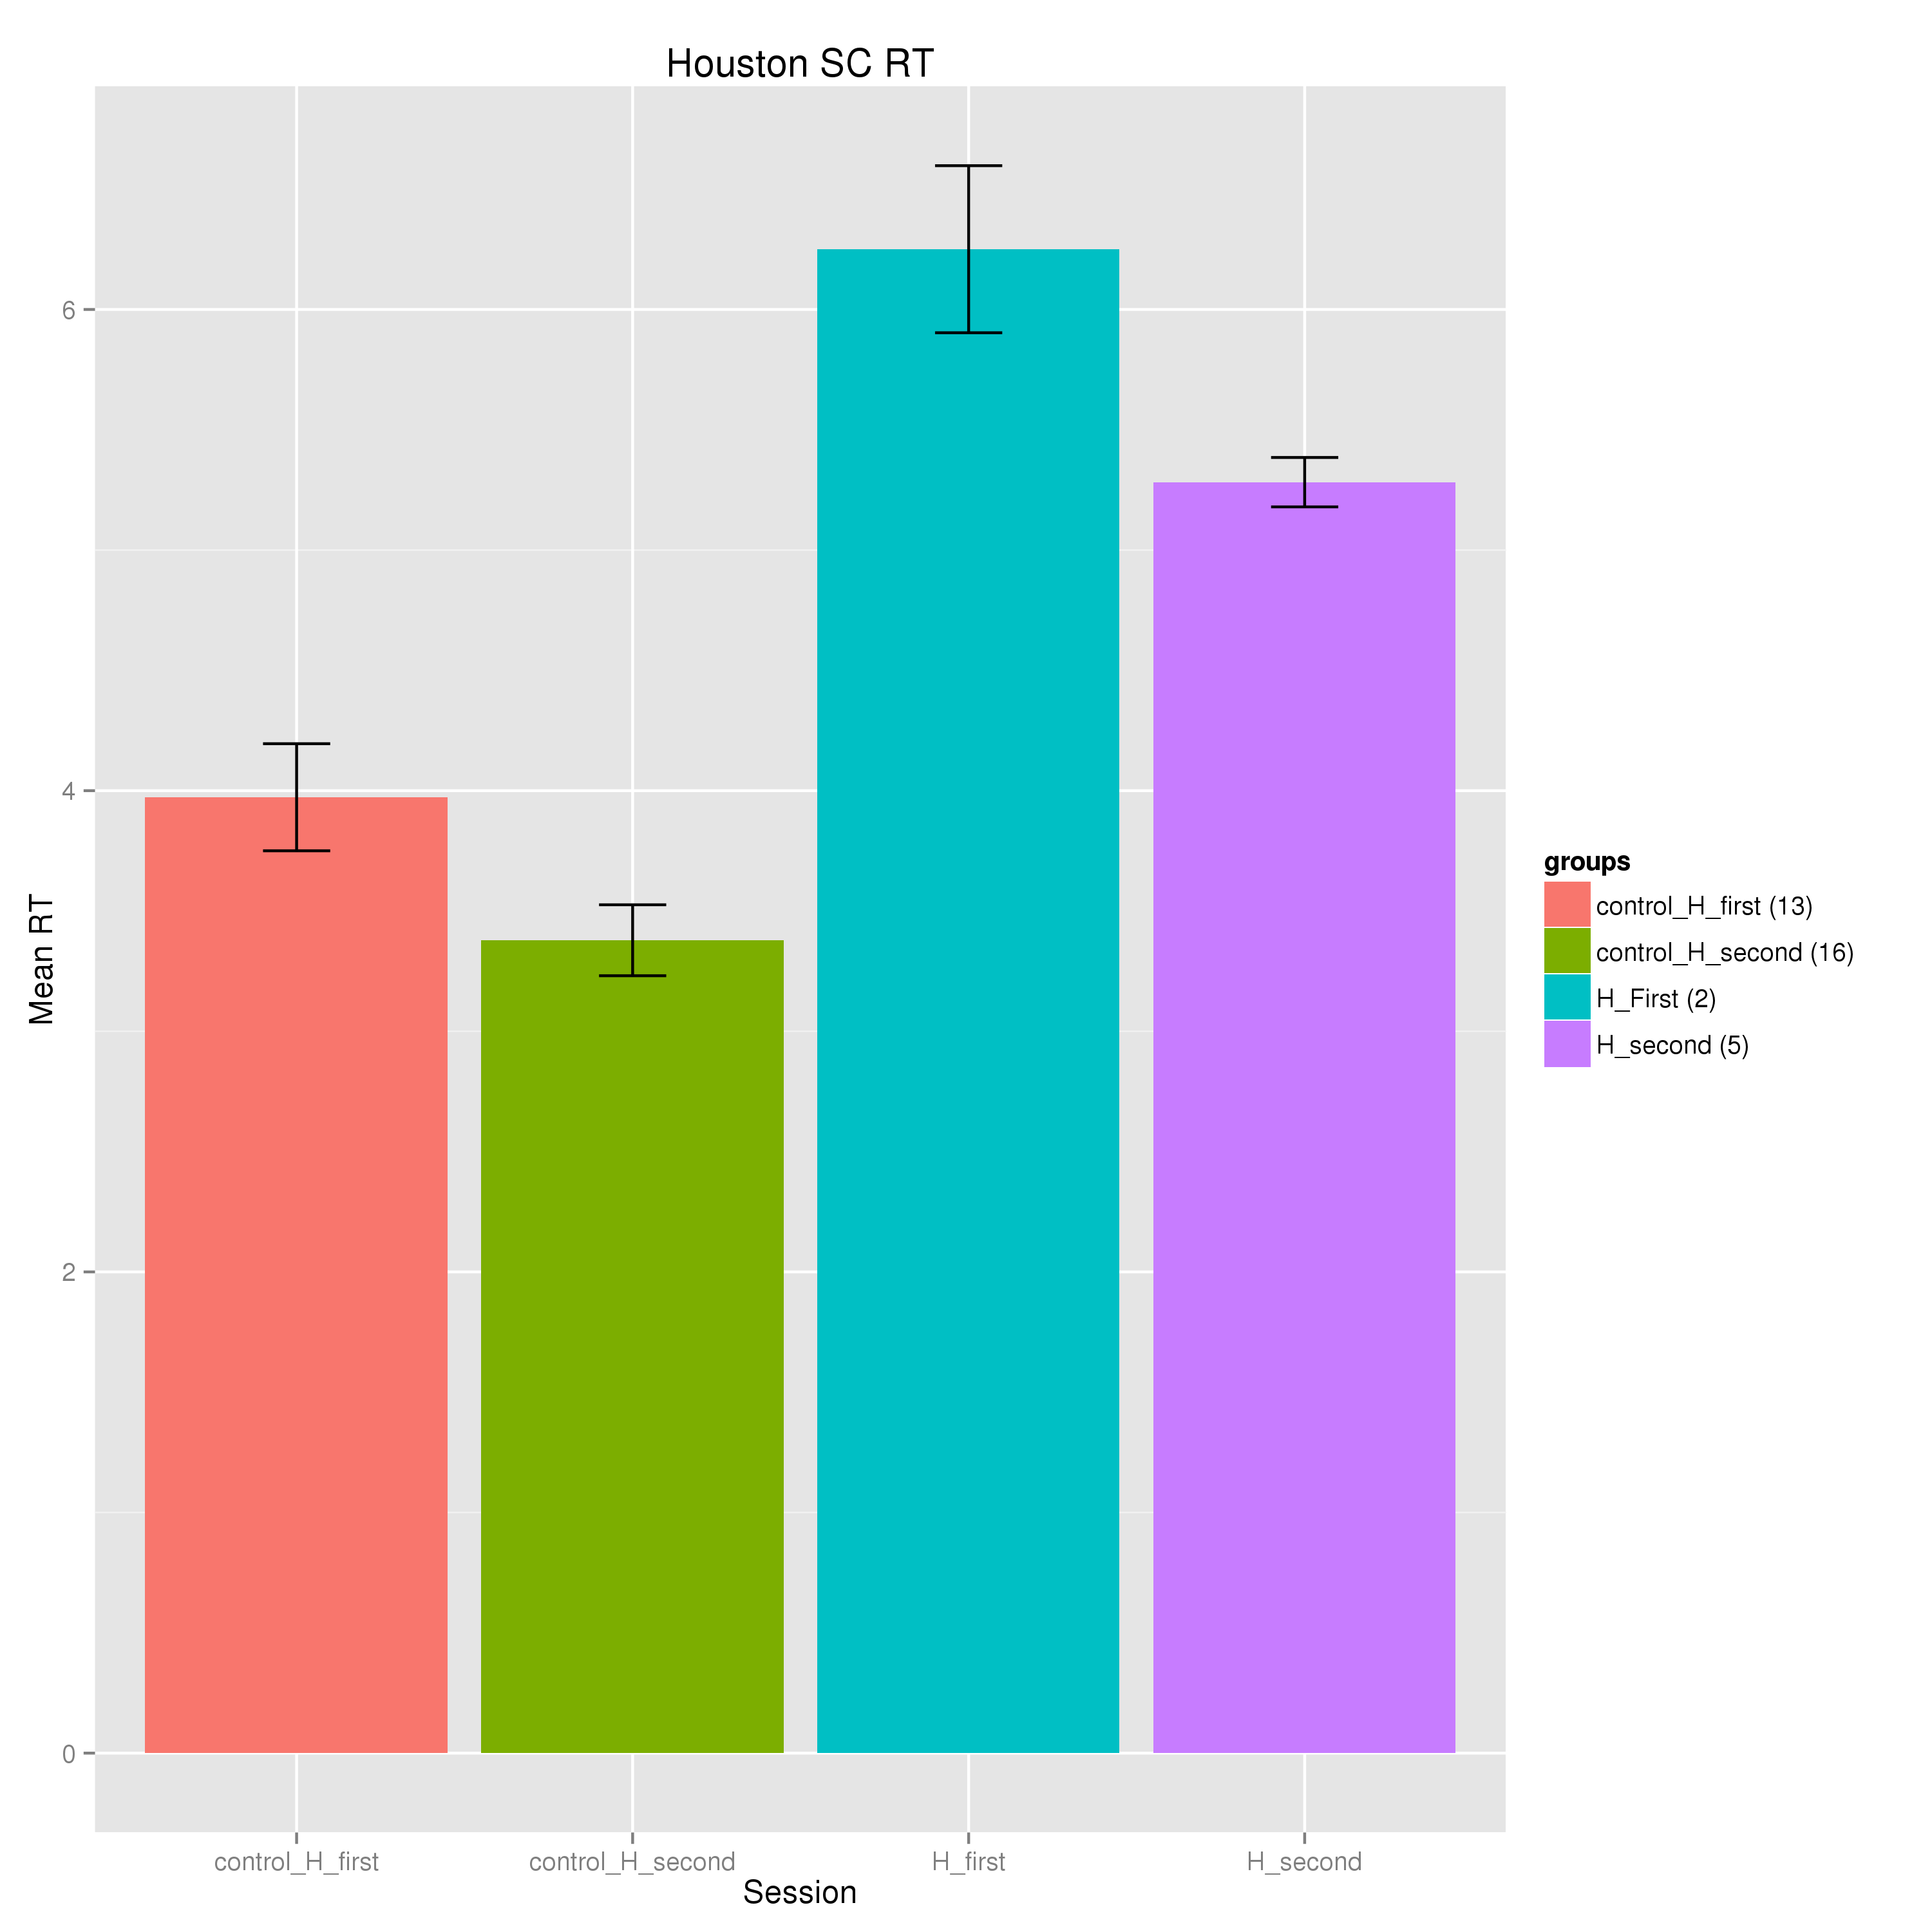 Houston SC RT
6
4
2
0
Mean RT
control_H_first
control_H_second
H_first
H_second
Session
groups
control_H_first (13)
control_H_second (16)
H_First (2)
H_second (5)